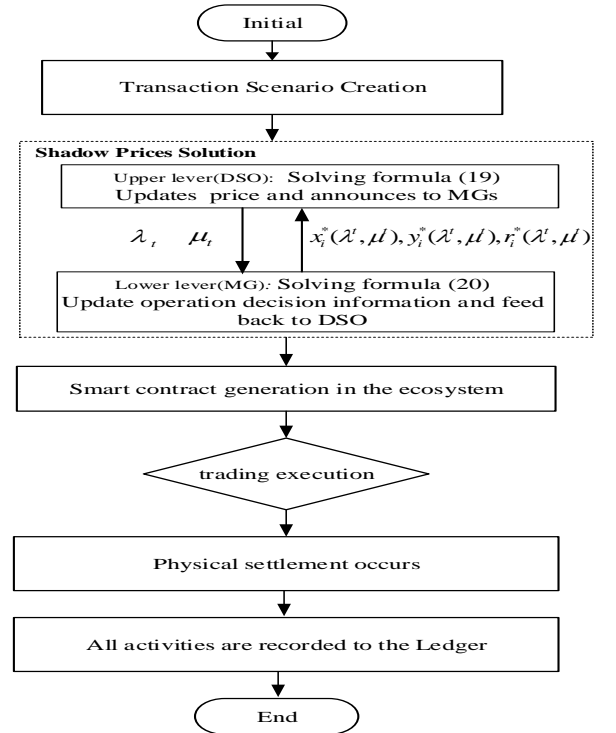 Initial
Transaction Scenario Creation
Shadow Prices Solution
Upper lever(DSO): Solving formula (19)
Updates price and announces to MGs
λ_t μ_t x_i^*(λ^t, μ^t), y_i^*(λ^t, μ^t), r_i^*(λ^t, μ^t)
Lower lever(MG): Solving formula (20)
Update operation decision information and feed
back to DSO
Smart contract generation in the ecosystem
trading execution
Physical settlement occurs
All activities are recorded to the Ledger
End